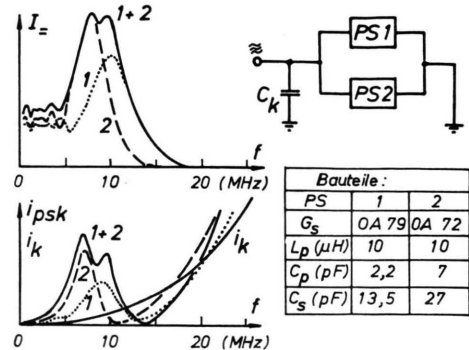 I=
1+2
1
2
0
10
20
f
(MHz)
ipsk
ik
1+2
2
1
ik
0
10
20
f
(MHz)
≈
Ck
PS1
PS2
Bauteile :
PS 1 2
Gs OA 79 OA 72
Lp (µH) 10 10
Cp (pF) 2,2 7
Cs (pF) 13,5 27